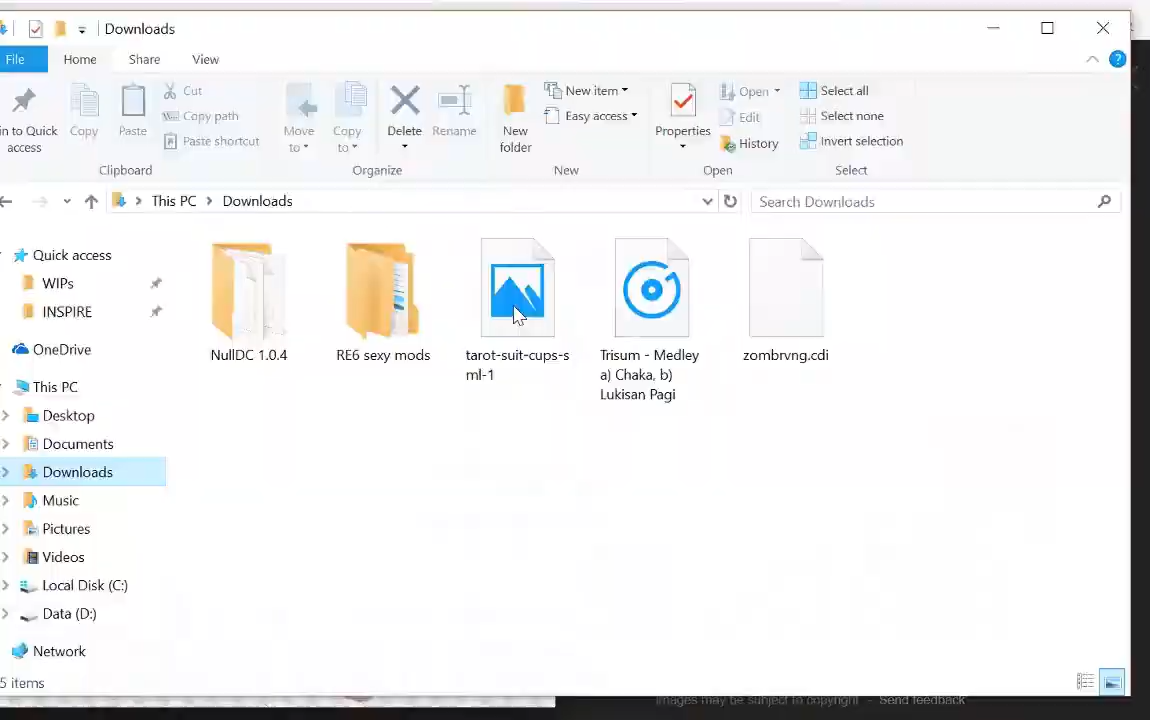 Downloads
File Home Share View
in to Quick access
Copy
Paste
Cut
Copy path
Paste shortcut
Clipboard
Move to
Copy to
Delete
Rename
Organize
New folder
New item
Easy access
New
Properties
Open
Edit
History
Open
Select all
Select none
Invert selection
Select
This PC > Downloads
Search Downloads
Quick access
WIPs
INSPIRE
OneDrive
This PC
Desktop
Documents
Downloads
Music
Pictures
Videos
Local Disk (C:)
Data (D:)
Network
NullDC 1.0.4
RE6 sexy mods
tarot-suit-cups-s
ml-1
Trisum - Medley
a) Chaka, b)
Lukisan Pagi
zombrvng.cdi
5 items
Images may be subject to copyright - Send feedback